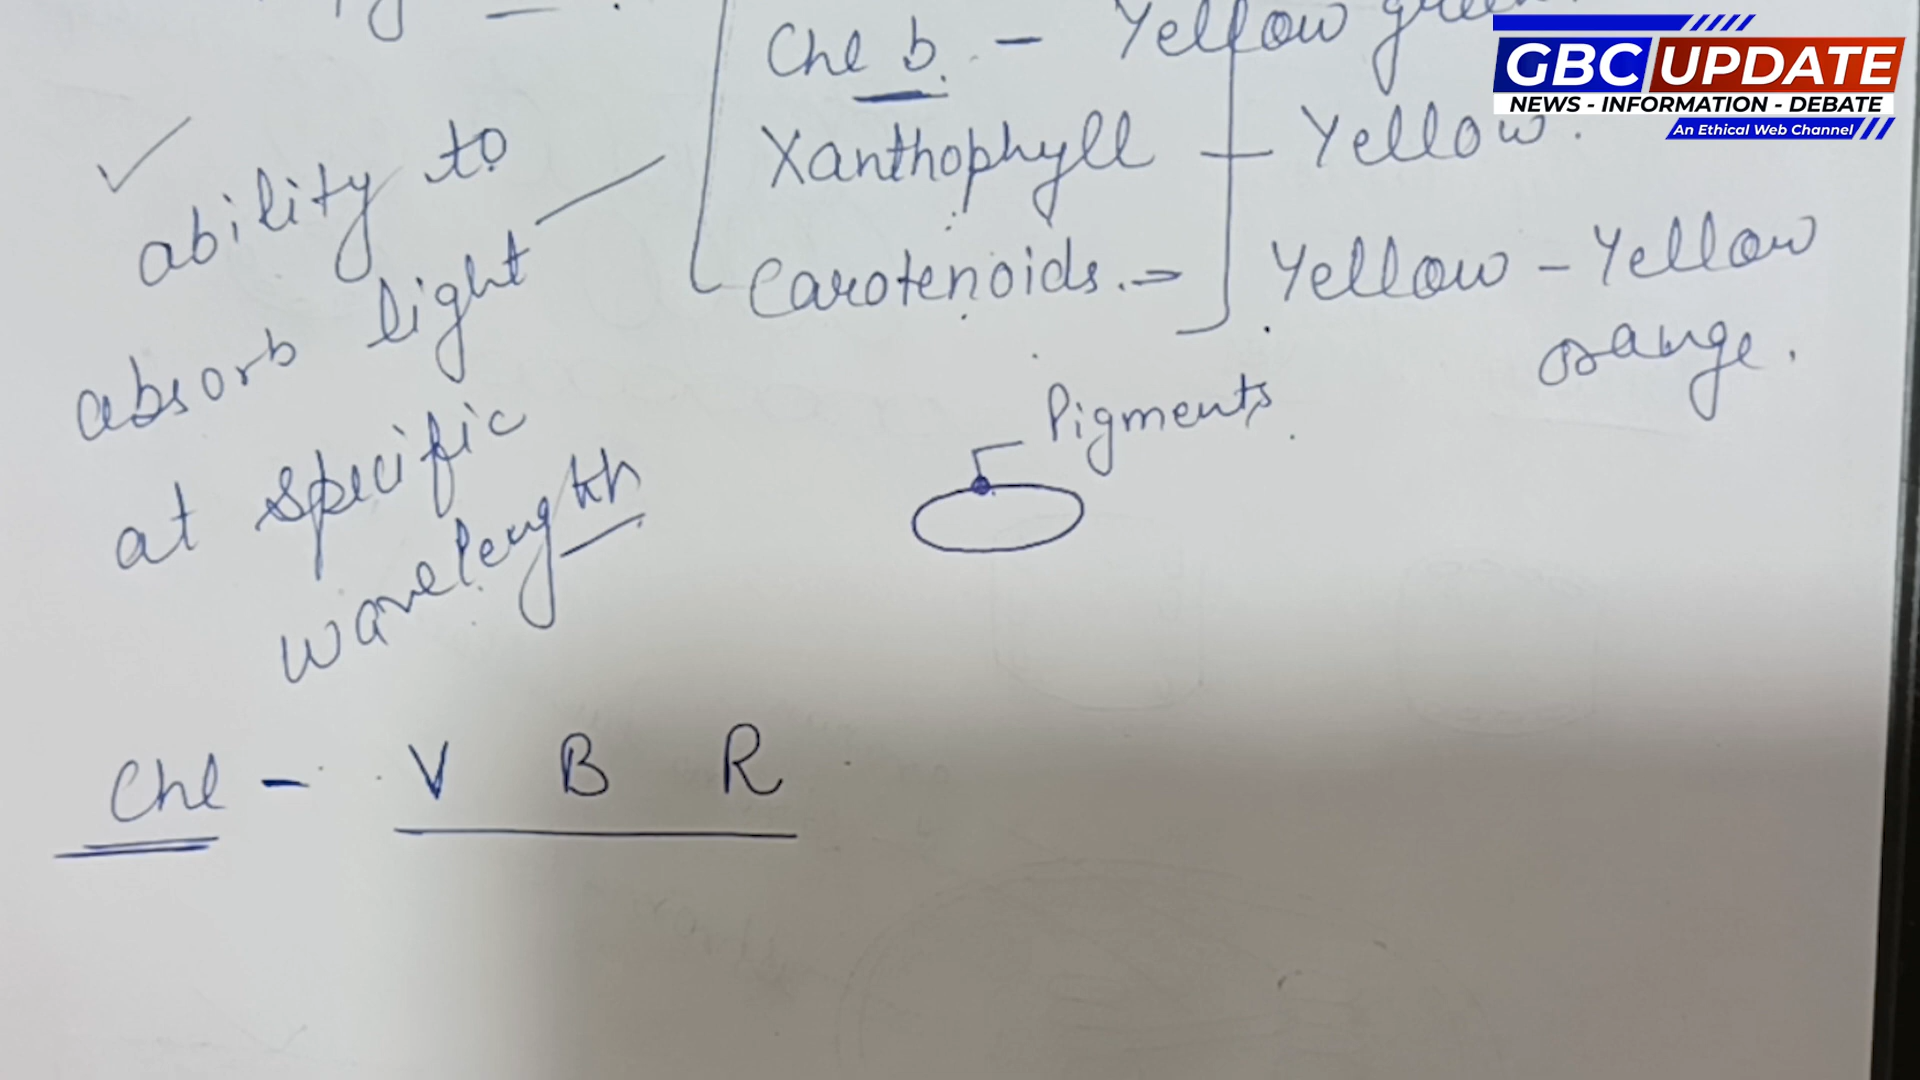 Chl b. - Yellow green
Xanthophyll - Yellow.
Carotenoids. - Yellow - Yellow
orange.
ability to
absorb light
at specific
wavelength
Pigments
Chl - V B R
GBC UPDATE
NEWS - INFORMATION - DEBATE
An Ethical Web Channel